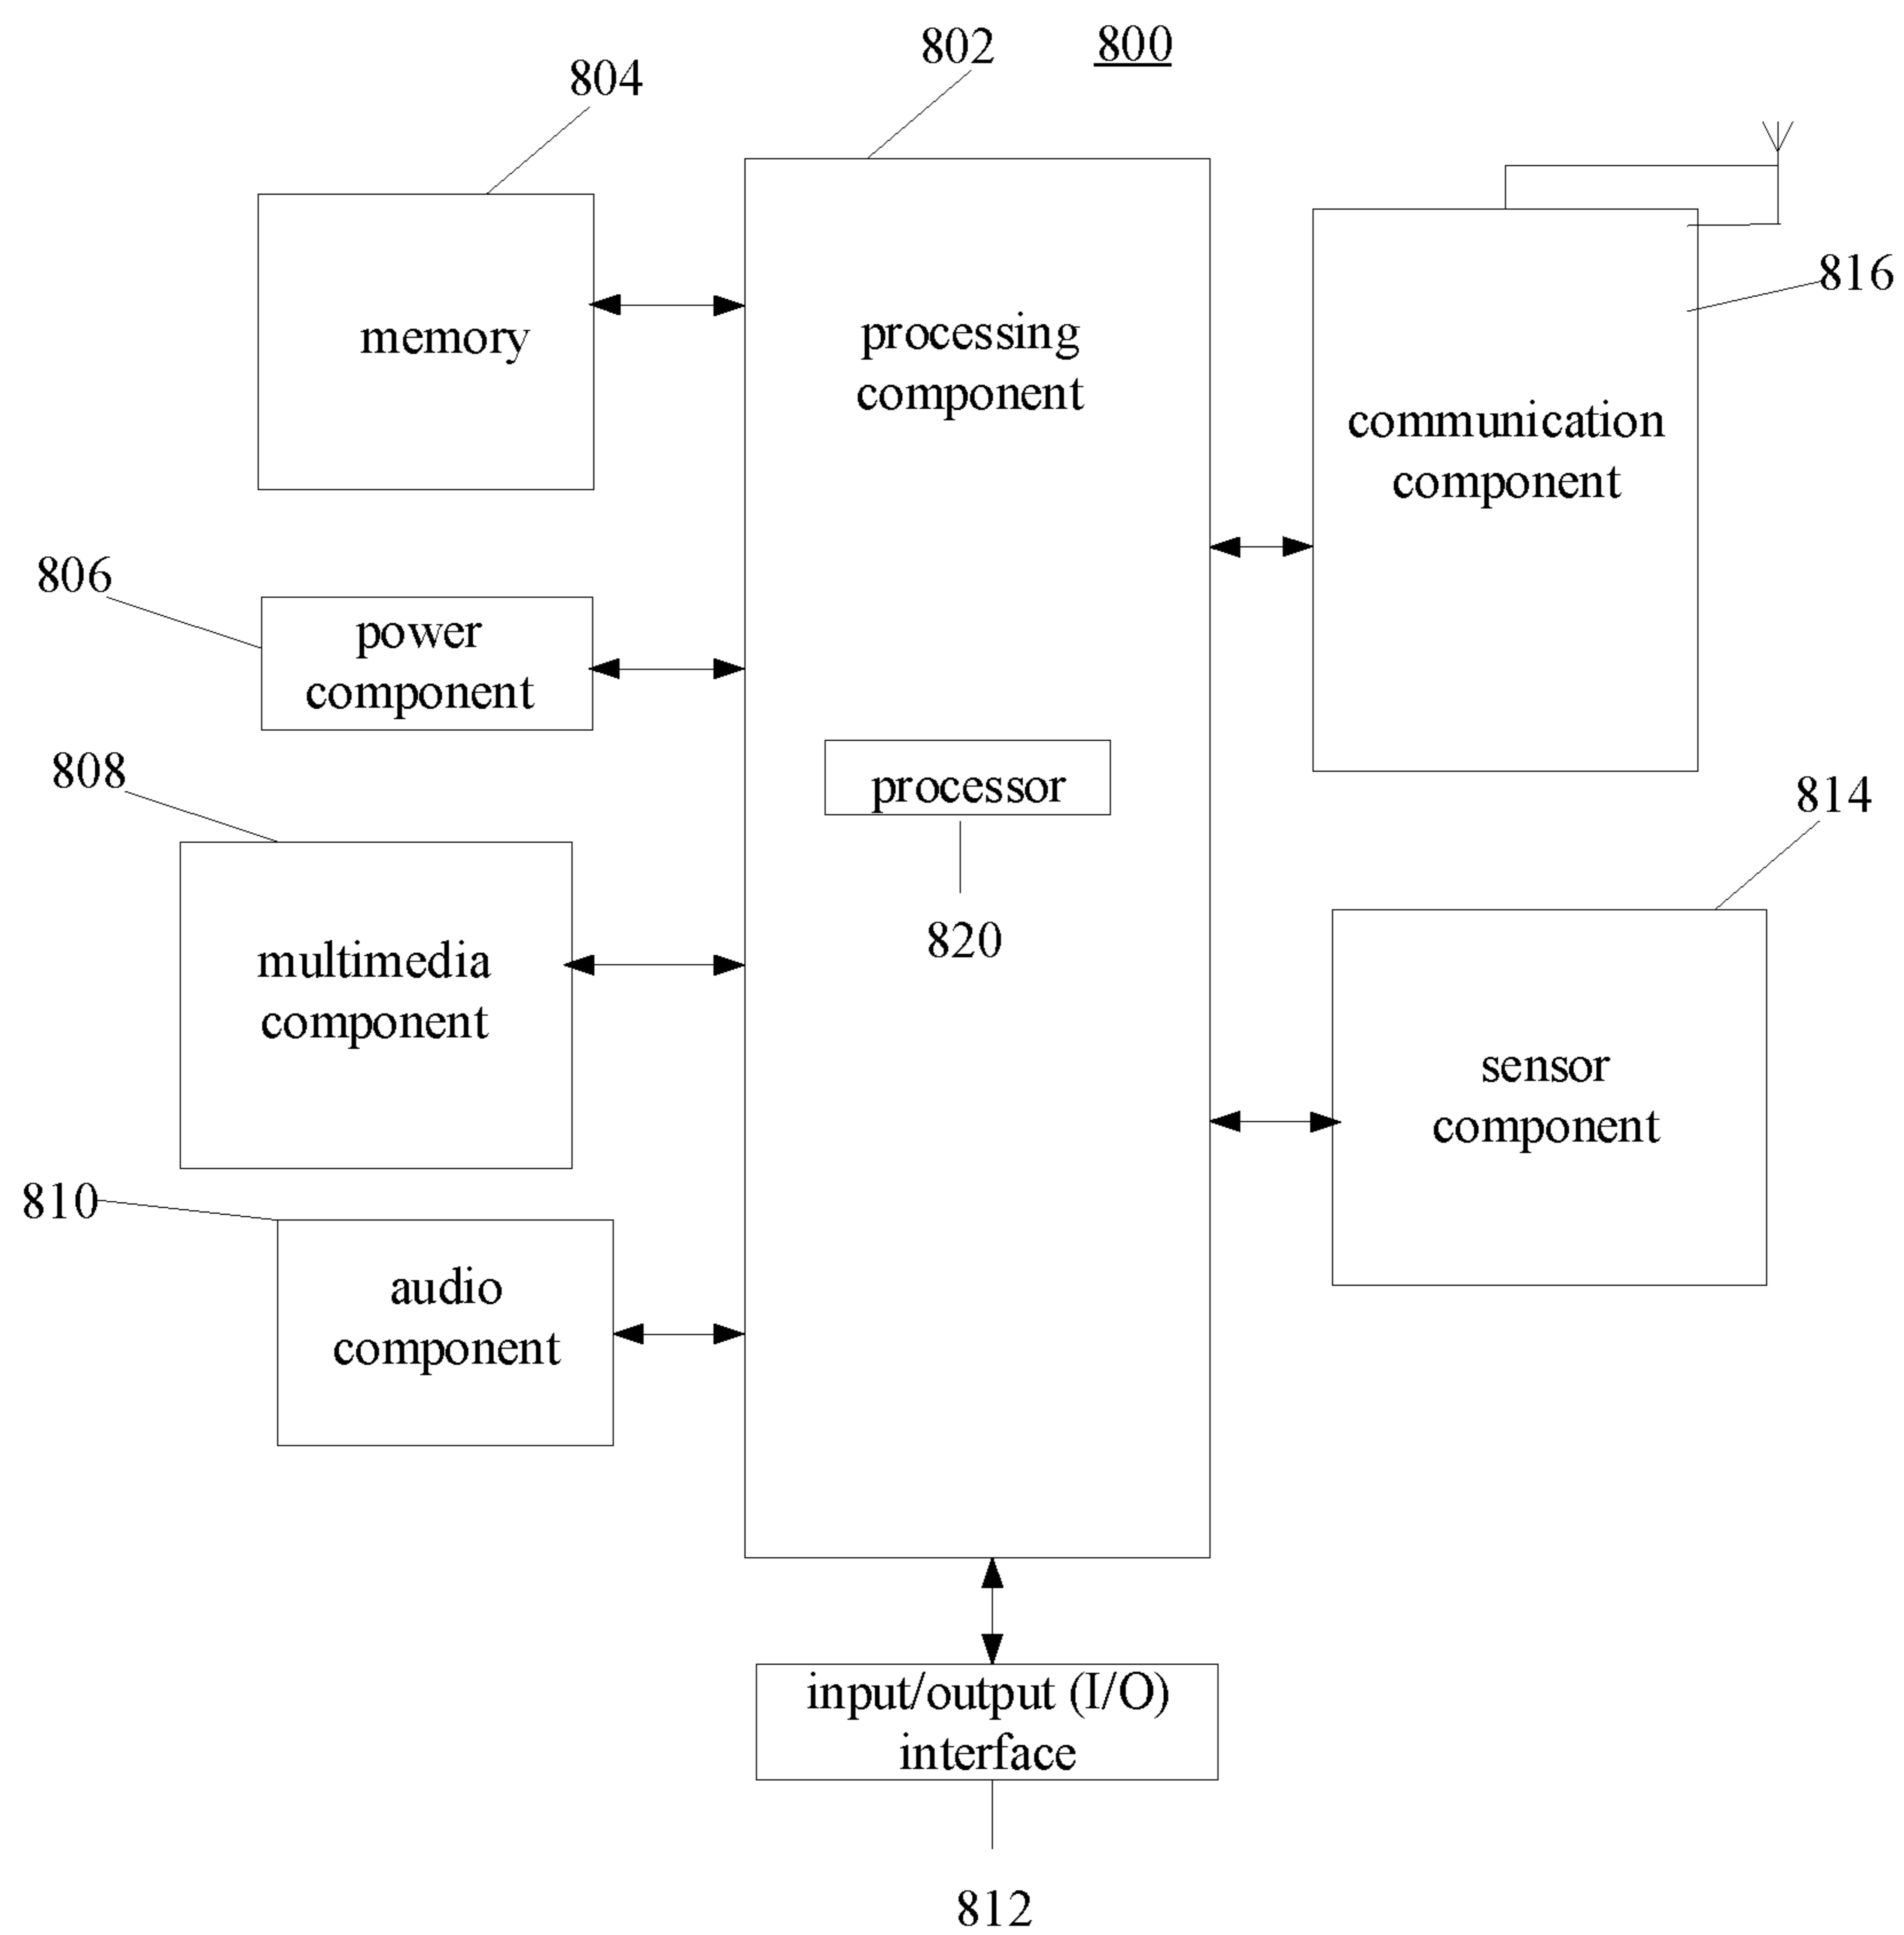 802
800
804
memory
processing
component
816
communication
component
806
power
component
808
processor
814
820
multimedia
component
sensor
component
810
audio
component
input/output (I/O)
interface
812